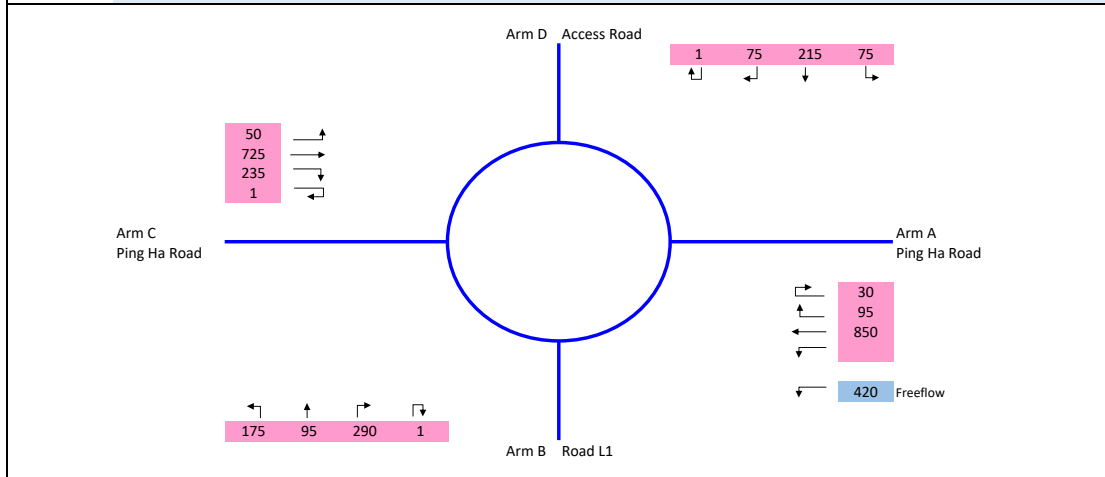 Arm D Access Road
1 75 215 75
50
725
235
1
Arm C
Ping Ha Road
Arm A
Ping Ha Road
30
95
850
420 Freeflow
175 95 290 1
Arm B Road L1